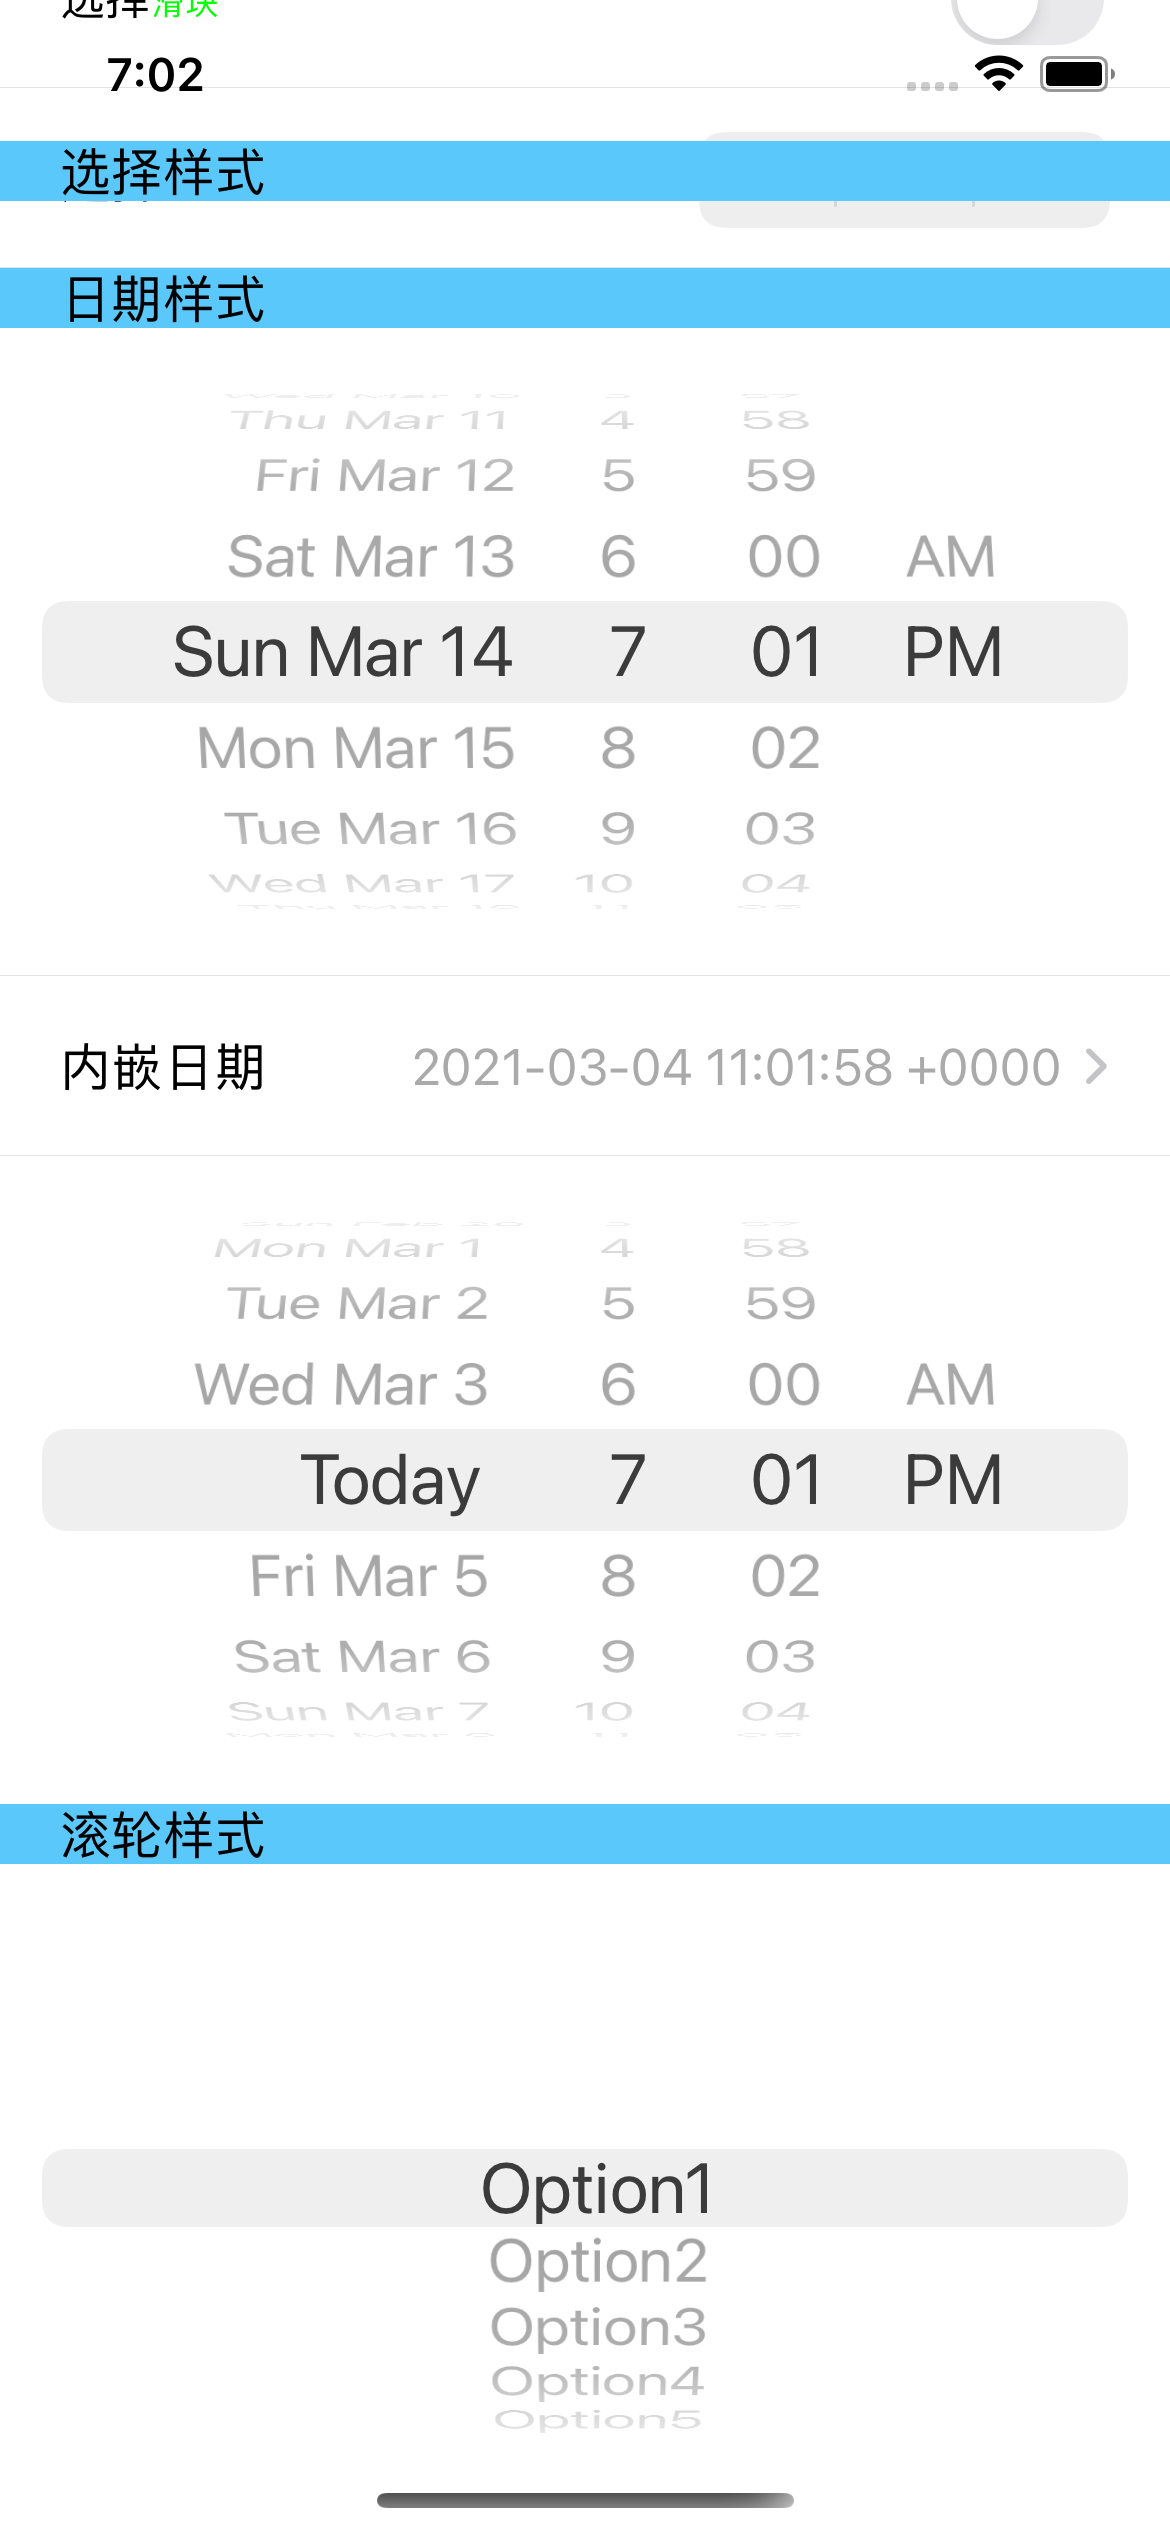 选择滑块
7:02
选择样式
日期样式
Thu Mar 11 4 58
Fri Mar 12 5 59
Sat Mar 13 6 00 AM
Sun Mar 14 7 01 PM
Mon Mar 15 8 02
Tue Mar 16 9 03
Wed Mar 17 10 04
内嵌日期 2021-03-04 11:01:58 +0000
Mon Mar 1 4 58
Tue Mar 2 5 59
Wed Mar 3 6 00 AM
Today 7 01 PM
Fri Mar 5 8 02
Sat Mar 6 9 03
Sun Mar 7 10 04
滚轮样式
Option1
Option2
Option3
Option4
Option5